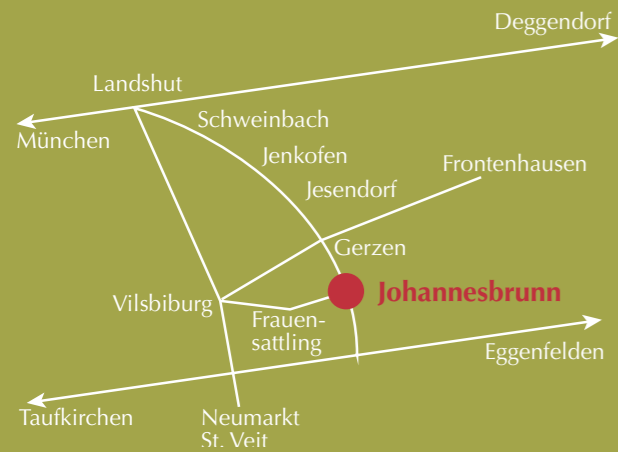 Deggendorf
Landshut
Schweinbach
München
Jenkofen
Frontenhausen
Jesendorf
Gerzen
Johannesbrunn
Vilsbiburg
Frauen-
sattling
Eggenfelden
Taufkirchen
Neumarkt
St. Veit